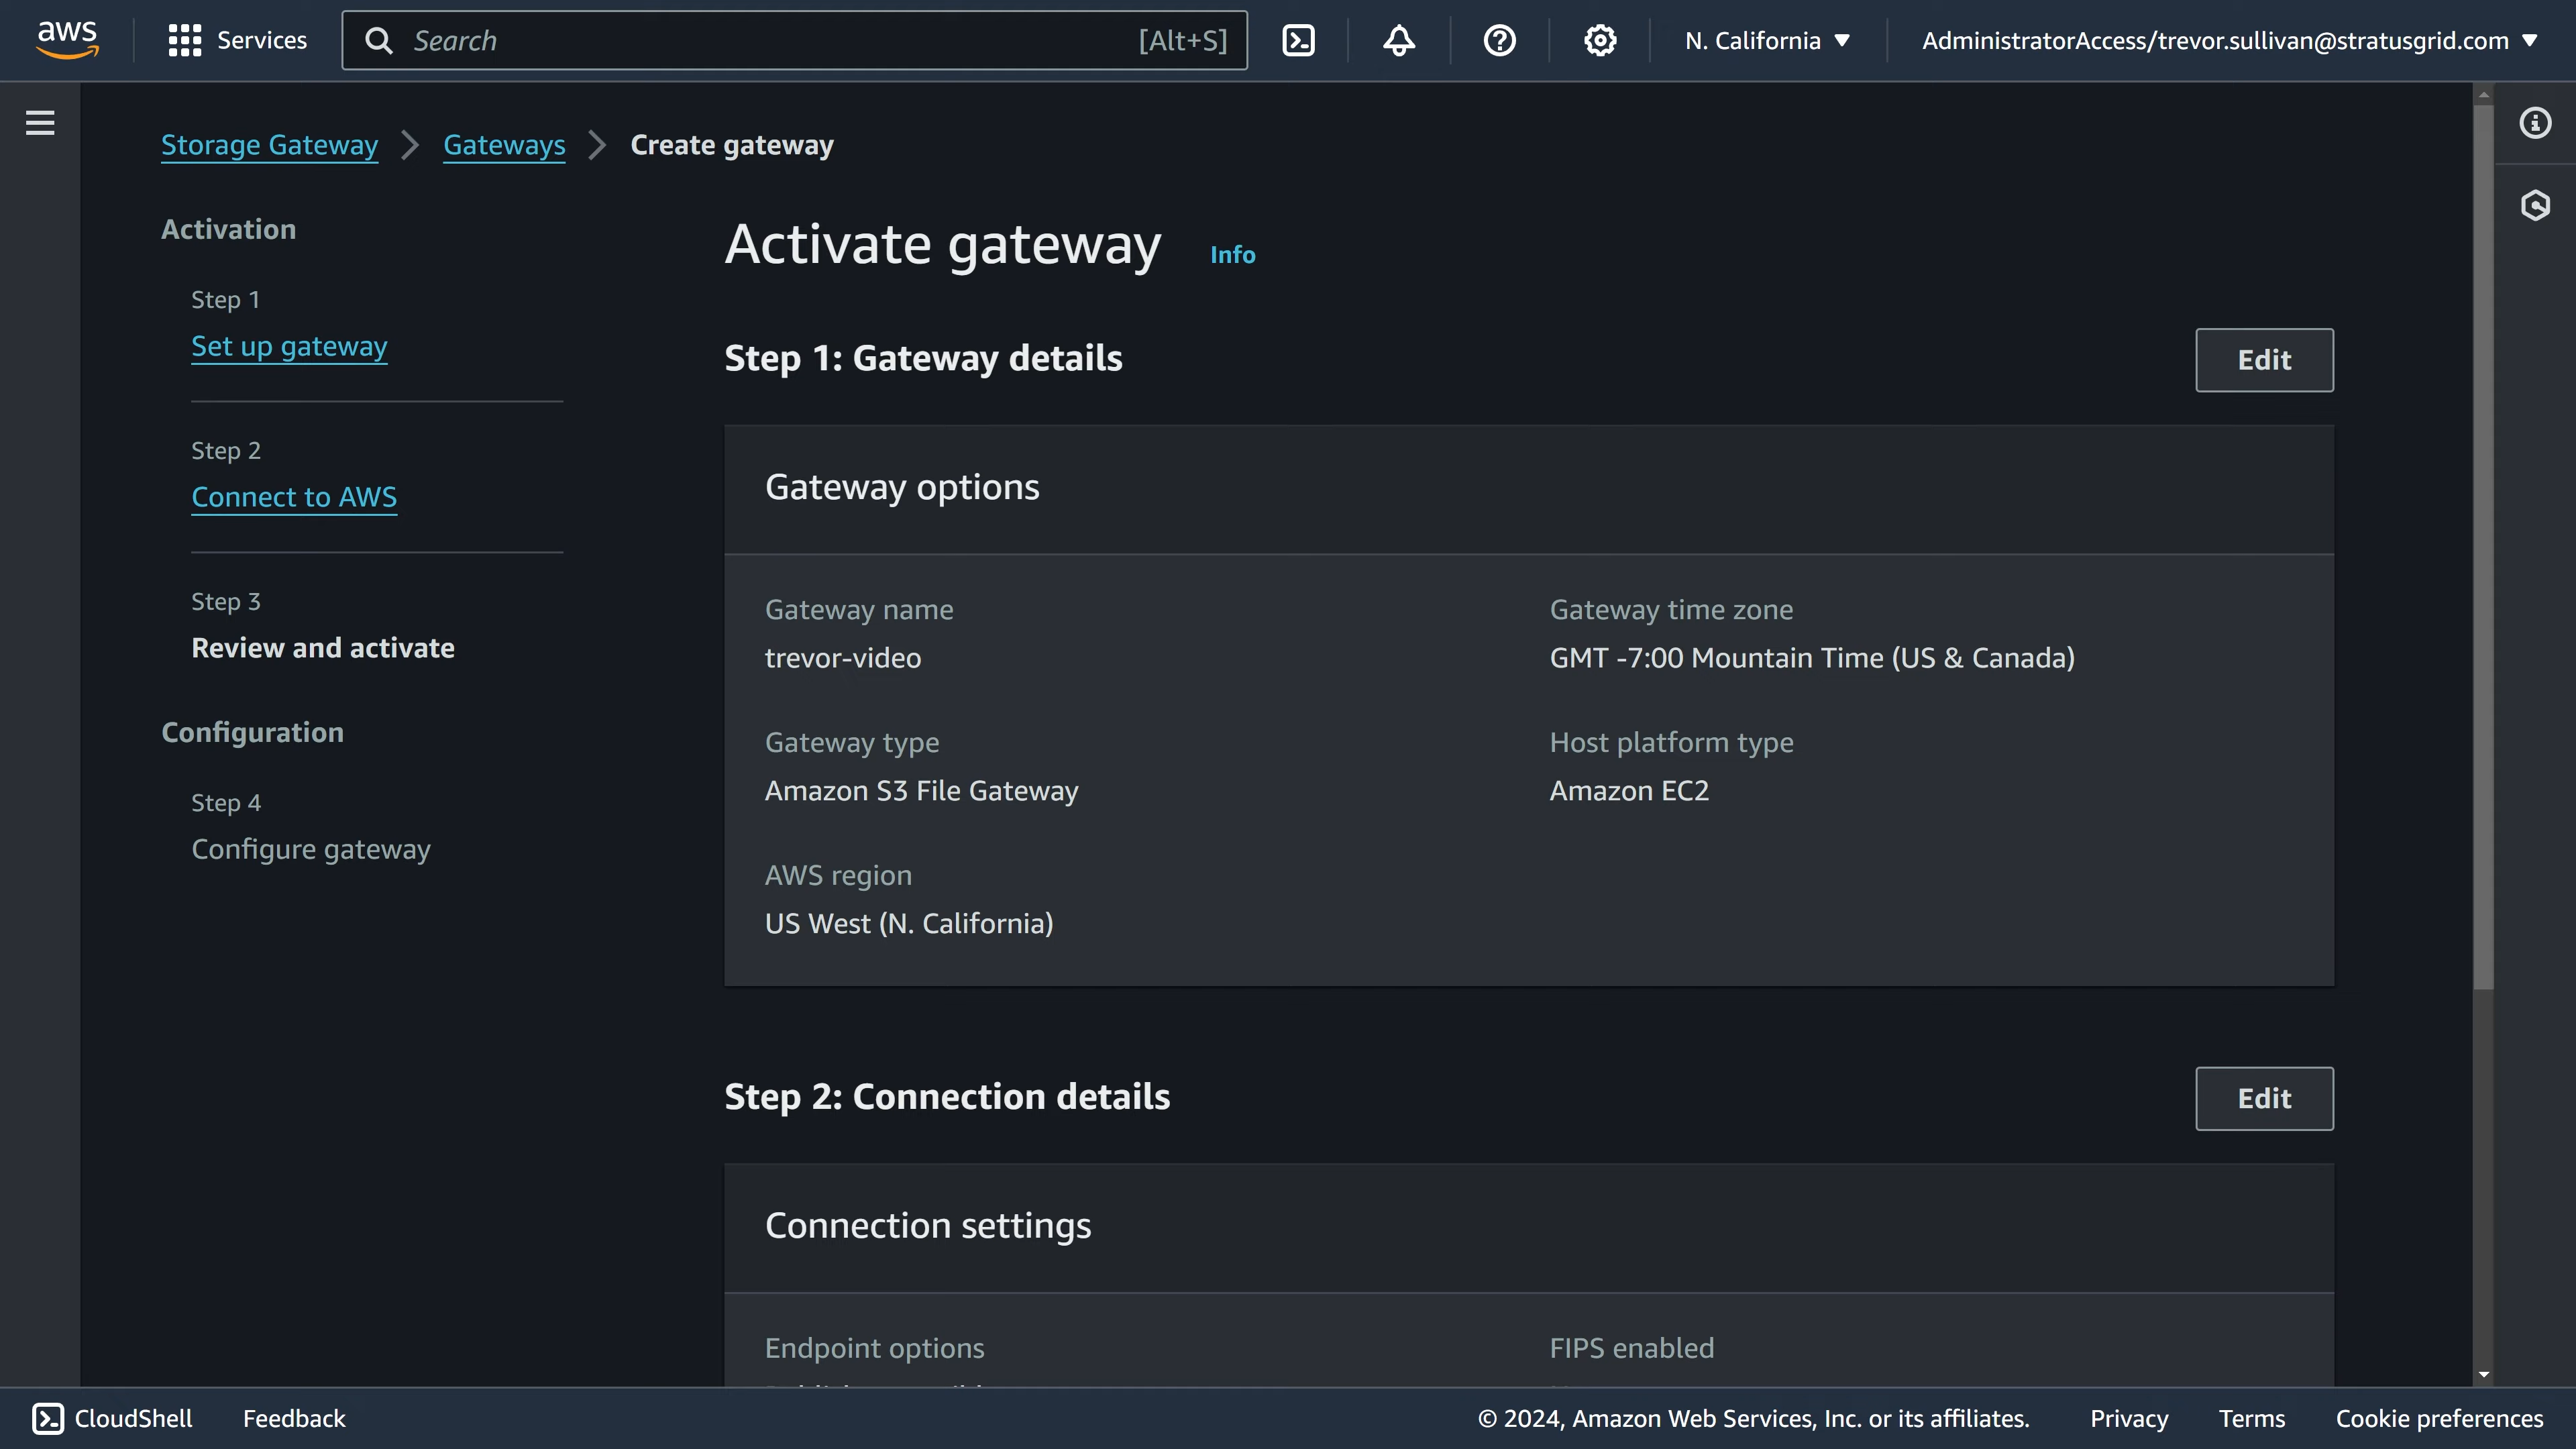 aws
Services
Search
[Alt+S]
N. California
AdministratorAccess/trevor.sullivan@stratusgrid.com
Storage Gateway
Gateways
Create gateway
Activation
Step 1
Set up gateway
Step 2
Connect to AWS
Step 3
Review and activate
Configuration
Step 4
Configure gateway
Activate gateway
Info
Step 1: Gateway details
Edit
Gateway options
Gateway name
trevor-video
Gateway time zone
GMT -7:00 Mountain Time (US & Canada)
Gateway type
Amazon S3 File Gateway
Host platform type
Amazon EC2
AWS region
US West (N. California)
Step 2: Connection details
Edit
Connection settings
Endpoint options
FIPS enabled
CloudShell
Feedback
© 2024, Amazon Web Services, Inc. or its affiliates.
Privacy
Terms
Cookie preferences